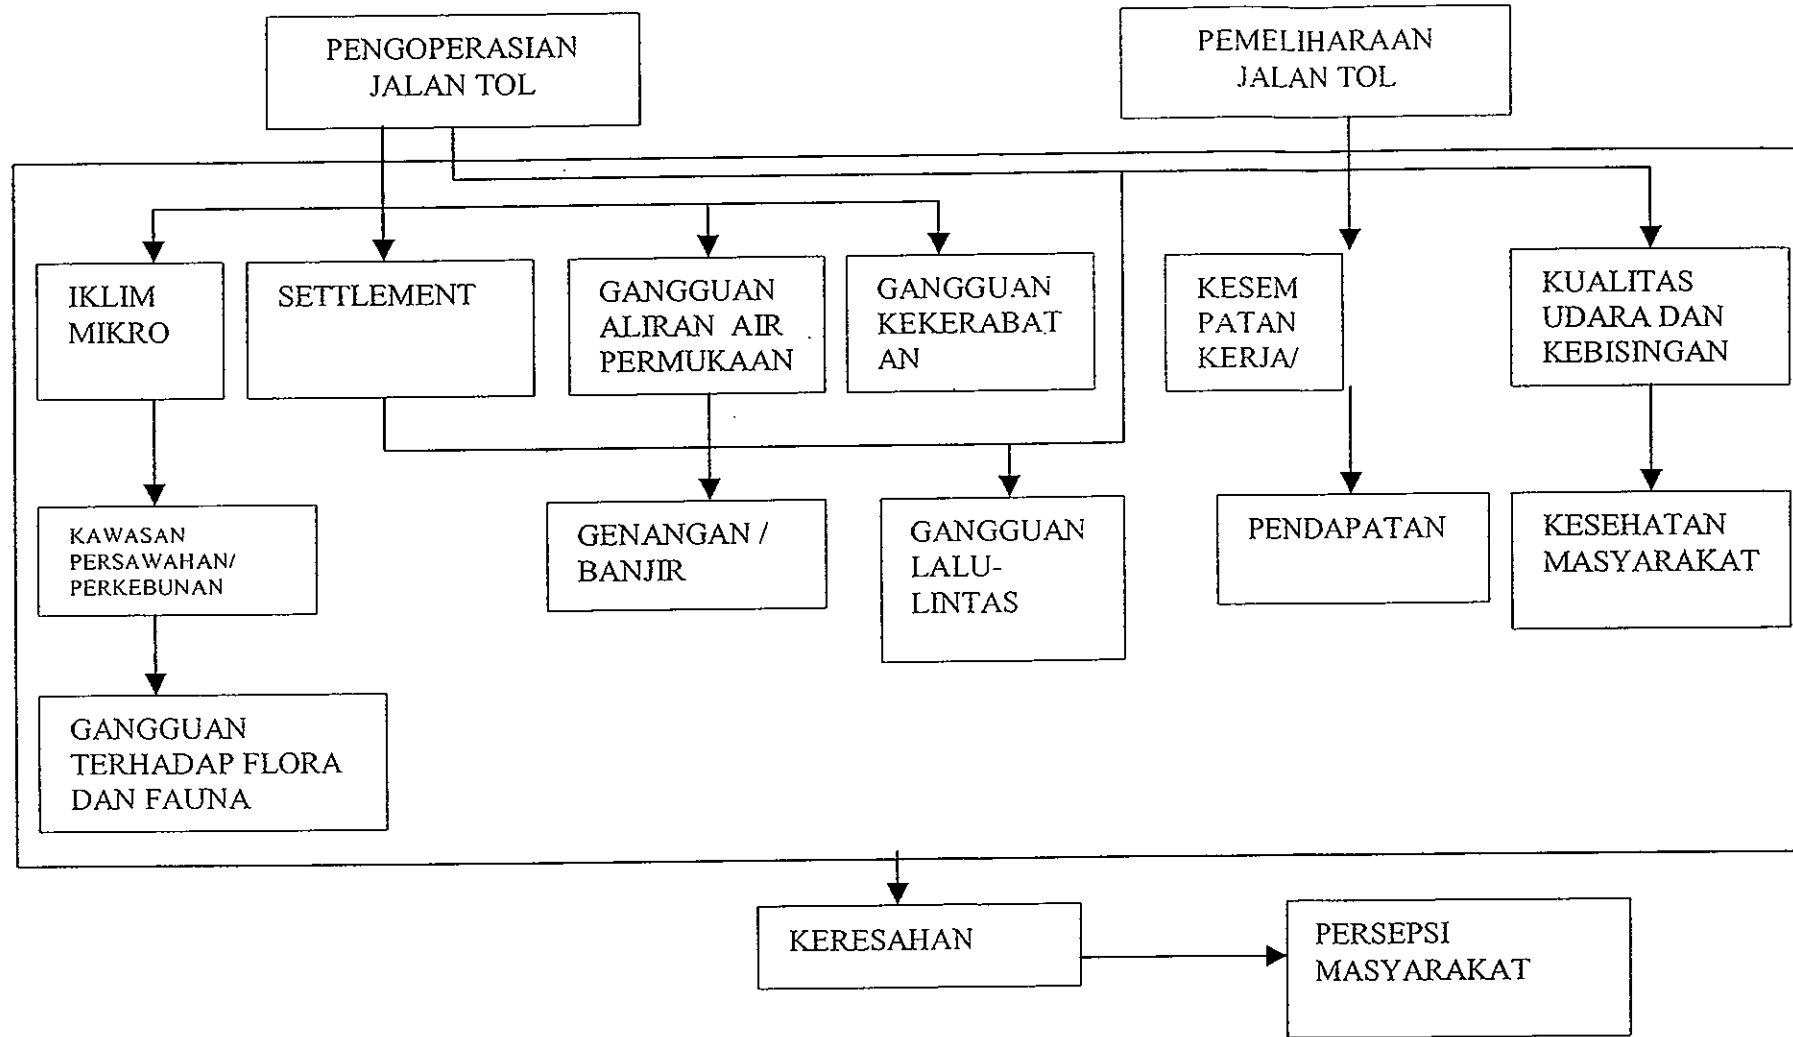 PENGOPERASIAN
JALAN TOL
PEMELIHARAAN
JALAN TOL
IKLIM
MIKRO
SETTLEMENT
GANGGUAN
ALIRAN AIR
PERMUKAAN
GANGGUAN
KEKERABAT
AN
KESEM
PATAN
KERJA/
KUALITAS
UDARA DAN
KEBISINGAN
KAWASAN
PERSAWAHAN/
PERKEBUNAN
GENANGAN /
BANJIR
GANGGUAN
LALU-
LINTAS
PENDAPATAN
KESEHATAN
MASYARAKAT
GANGGUAN
TERHADAP FLORA
DAN FAUNA
KERESAHAN
PERSEPSI
MASYARAKAT